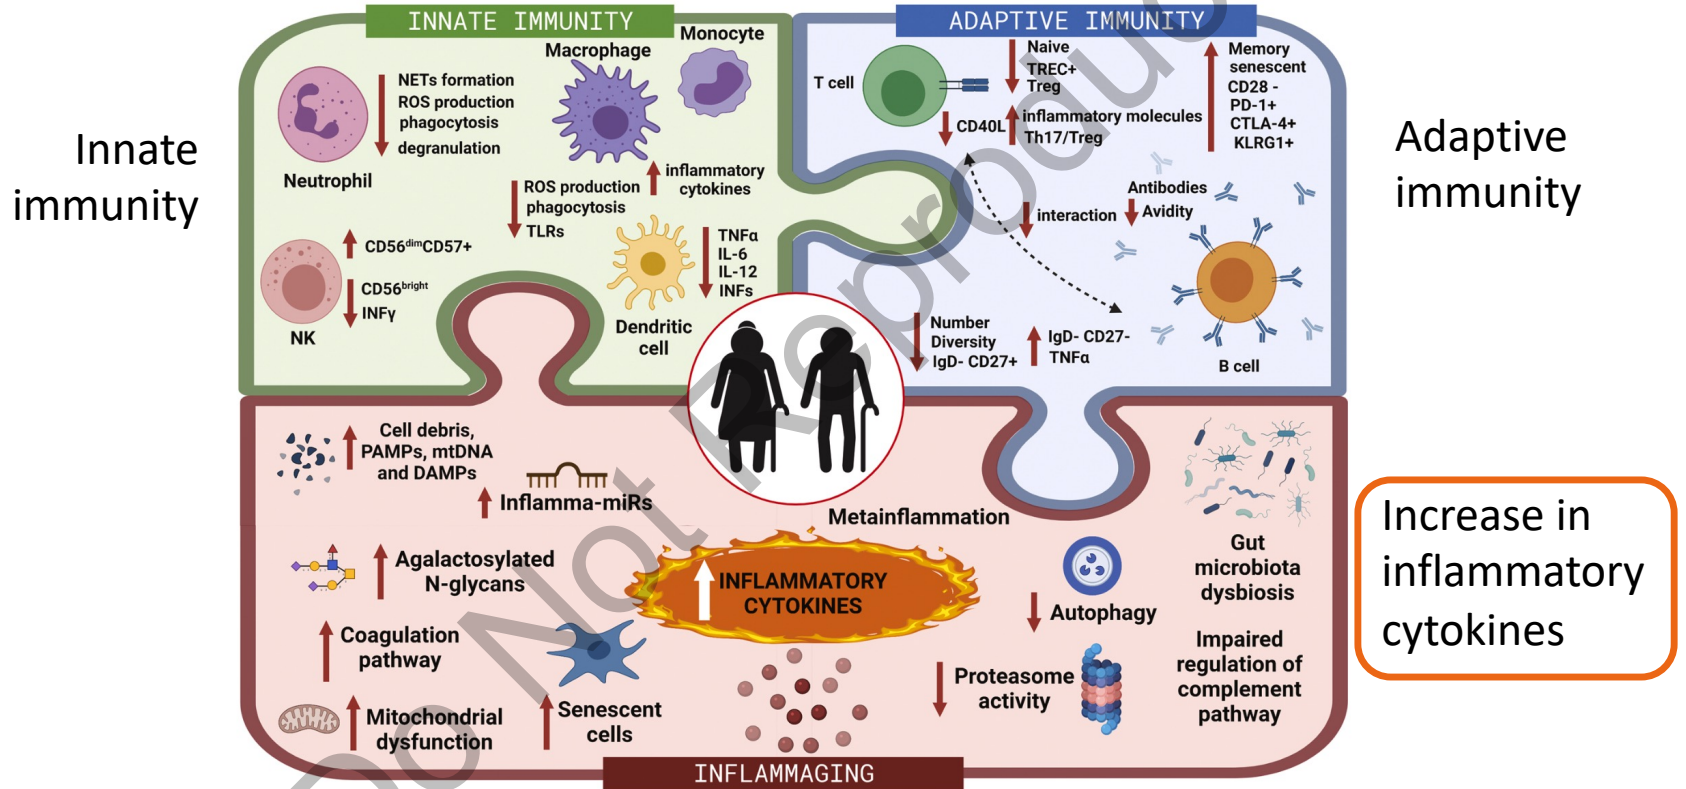 INNATE IMMUNITY
ADAPTIVE IMMUNITY
Innate
immunity
Adaptive
immunity
NETs formation
ROS production
phagocytosis
degranulation
Neutrophil
Macrophage
Monocyte
inflammatory
cytokines
ROS production
phagocytosis
TLRs
CD56dimCD57+
CD56bright
INFγ
NK
TNFα
IL-6
IL-12
INFs
Dendritic
cell
T cell
Naive
TREC+
Treg
CD40L
inflammatory molecules
Th17/Treg
Memory
senescent
CD28 -
PD-1+
CTLA-4+
KLRG1+
interaction
Antibodies
Avidity
Number
Diversity
IgD- CD27+
IgD- CD27-
TNFα
B cell
Cell debris,
PAMPs, mtDNA
and DAMPs
Inflamma-miRs
Agalactosylated
N-glycans
Coagulation
pathway
Mitochondrial
dysfunction
Senescent
cells
Metainflammation
INFLAMMATORY
CYTOKINES
Autophagy
Proteasome
activity
Gut
microbiota
dysbiosis
Impaired
regulation of
complement
pathway
INFLAMMAGING
Increase in
inflammatory
cytokines
Do Not Reproduc